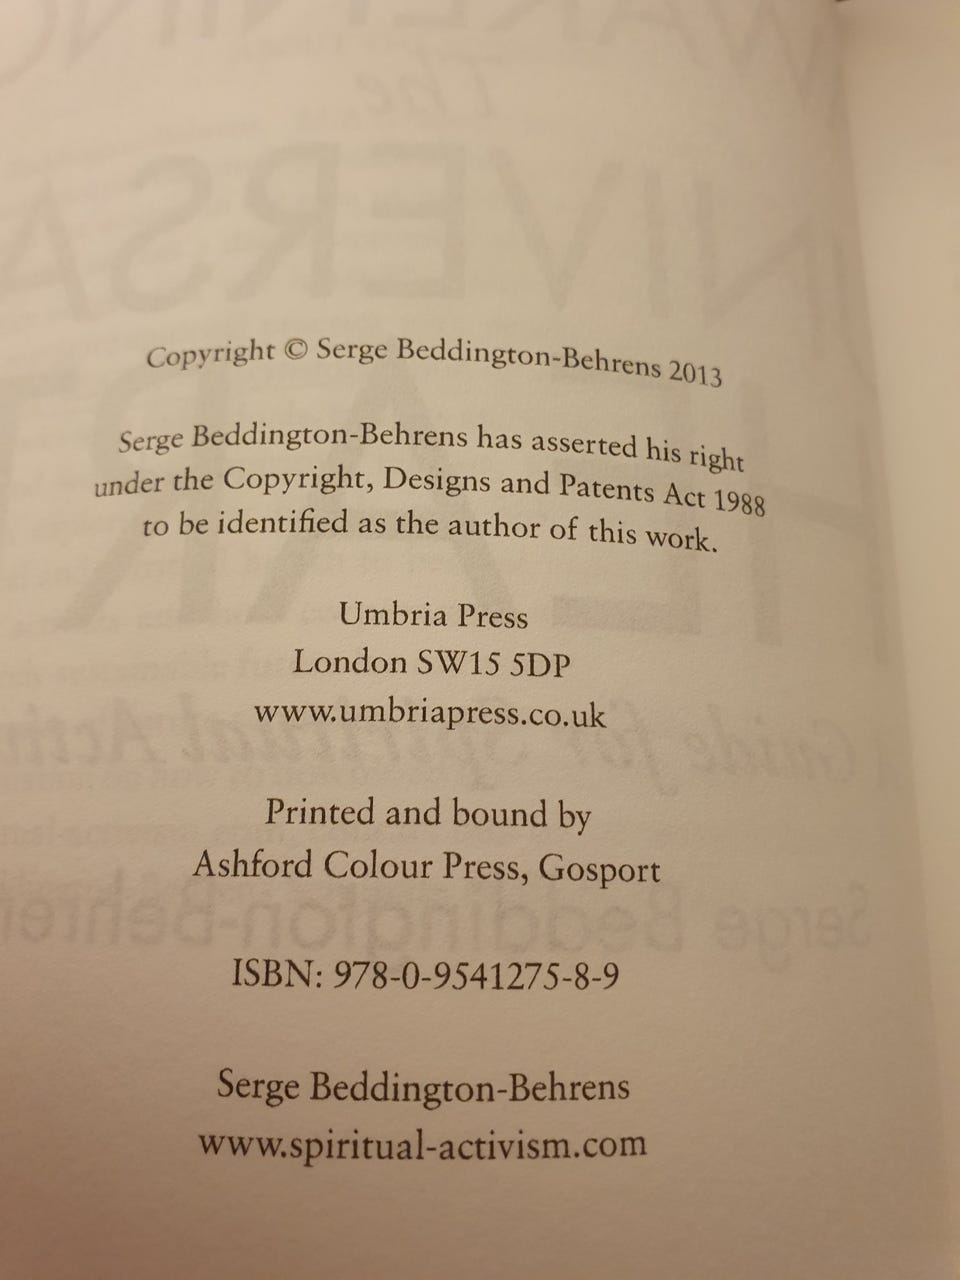 Copyright © Serge Beddington-Behrens 2013
Serge Beddington-Behrens has asserted his right
under the Copyright, Designs and Patents Act 1988
to be identified as the author of this work.
Umbria Press
London SW15 5DP
www.umbriapress.co.uk
Printed and bound by
Ashford Colour Press, Gosport
ISBN: 978-0-9541275-8-9
Serge Beddington-Behrens
www.spiritual-activism.com